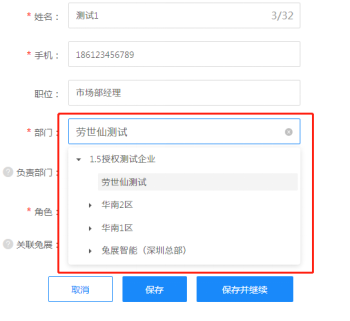 * 姓名： 测试1 3/32
* 手机： 186123456789
职位： 市场部经理
* 部门： 劳世仙测试
1.5授权测试企业
? 负责部门： 劳世仙测试
华南2区
* 角色： 华南1区
? 关联免展： 兔展智能（深圳总部）
取消 保存 保存并继续